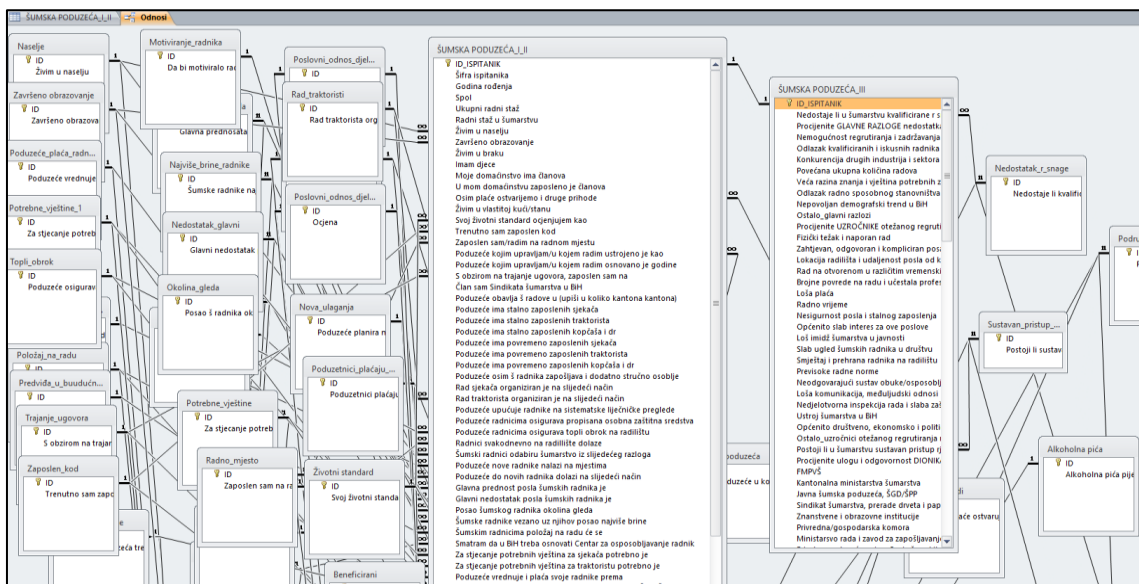 ŠUMSKA PODUZEĆA_I_II
Odnosi
Naselje
ID
Živim u naselju
Završeno obrazovanje
ID
Završeno obrazova
Poduzeće_plaća_radn...
ID
Poduzeće vrednuje
Potrebne_vještine_1
ID
Za stjecanje potreb
Topli_obrok
ID
Poduzeće osigurav
Položaj_na_radu
ID
Predviđa_u_buudućn...
ID
Trajanje_ugovora
ID
S obzirom na trajar
Zaposlen_kod
ID
Trenutno sam zapo
Motiviranje_radnika
ID
Da bi motiviralo rad
Glavna prednosata
Najviše_brine_radnike
ID
Šumske radnike na
Nedostatak_glavni
ID
Glavni nedostatak
Okolina_gleda
ID
Posao š radnika ok
Potrebne_vještine
ID
Za stjecanje potreb
Radno_mjesto
ID
Zaposlen sam na ra
Poslovni_odnos_djel...
ID
Rad_traktoristi
ID
Rad traktorista org
Poslovni_odnos_djel...
ID
Ocjena
Nova_ulaganja
ID
Poduzeće planira n
Poduzetnici_plaćaju_...
ID
Poduzetnici plaćaju
Životni standard
ID
Svoj životni standa
Beneficirani
ID
ŠUMSKA PODUZEĆA_I_II
ID_ISPITANIK
Šifra ispitanika
Godina rođenja
Spol
Ukupni radni staž
Radni staž u šumarstvu
Živim u naselju
Završeno obrazovanje
Živim u braku
Imam djece
Moje domaćinstvo ima članova
U mom domaćinstvu zaposleno je članova
Osim plaće ostvarujemo i druge prihode
Živim u vlastitoj kući/stanu
Svoj životni standard ocjenjujem kao
Trenutno sam zaposlen kod
Zaposlen sam/radim na radnom mjestu
Poduzeće kojim upravljam/u kojem radim ustrojeno je kao
Poduzeće kojim upravljam/u kojem radim osnovano je godine
S obzirom na trajanje ugovora, zaposlen sam na
Član sam Sindikata šumarstva u BiH
Poduzeće obavlja š radove u (upiši u koliko kantona kantona)
Poduzeće ima stalno zaposlenih sjekača
Poduzeće ima stalno zaposlenih traktorista
Poduzeće ima stalno zaposlenih kopčaša i dr
Poduzeće ima povremeno zaposlenih sjekača
Poduzeće ima povremeno zaposlenih traktorista
Poduzeće ima povremeno zaposlenih kopčaša i dr
Poduzeće osim š radnika zapošljava i dodatno stručno osoblje
Rad sjekača organiziran je na slijedeći način
Rad traktorista organiziran je na slijedeći način
Poduzeće upućuje radnike na sistematske liječničke preglede
Poduzeće radnicima osigurava propisana osobna zaštitna sredstva
Poduzeće radnicima osigurava topli obrok na radilištu
Radnici svakodnevno na radilište dolaze
Šumski radnici odabiru šumarstvo iz slijedećeg razloga
Poduzeće nove radnike nalazi na mjestima
Poduzeće do novih radnika dolazi na slijedeći način
Glavna prednost posla šumskih radnika je
Glavni nedostatak posla šumskih radnika je
Posao šumskog radnika okolina gleda
Šumske radnike vezano uz njihov posao najviše brine
Šumskim radnicima položaj na radu će se
Smatram da u BiH treba osnovati Centar za osposobljavanje radnik
Za stjecanje potrebnih vještina za sjekača potrebno je
Za stjecanje potrebnih vještina za traktoristu potrebno je
Poduzeće vrednuje i plaća svoje radnike prema
ŠUMSKA PODUZEĆA_III
ID_ISPITANIK
Nedostaje li u šumarstvu kvalificirane r s
Procijenite GLAVNE RAZLOGE nedostatka
Nemogućnost regrutiranja i zadržavanja
Odlazak kvalificiranih i iskusnih radnika
Konkurencija drugih industrija i sektora
Povećana ukupna količina radova
Veća razina znanja i vještina potrebnih z
Odlazak radno sposobnog stanovništva
Nepovoljan demografski trend u BiH
Ostalo_glavni razlozi
Procijenite UZROČNIKE otežanog regruti
Fizički težak i naporan rad
Zahtjevan, odgovoran i kompliciran posa
Lokacija radilišta i udaljenost posla od k
Rad na otvorenom u različitim vremenski
Brojne povrede na radu i učestala profes
Loša plaća
Radno vrijeme
Nesigurnost posla i stalnog zaposlenja
Općenito slab interes za ove poslove
Loš imidž šumarstva u javnosti
Slab ugled šumskih radnika u društvu
Smještaj i prehrana radnika na radilištu
Previsoke radne norme
Neodgovarajući sustav obuke/osposoblj
Loša komunikacija, međuljudski odnosi
Nedjelotvorna inspekcija rada i slaba zaš
Ustroj šumarstva u BiH
Općenito društveno, ekonomsko i politi
Ostalo_uzročnici otežanog regrutiranja i
Postoji li u šumarstvu sustavan pristup rj
Procijenite ulogu i odgovornost DIONIKA
FMPVŠ
Kantonalna ministarstva šumarstva
Javna šumska poduzeća, ŠGD/ŠPP
Sindikat šumarstva, prerade drveta i pap
Znanstvene i obrazovne institucije
Privredna/gospodarska komora
Ministarsvo rada i zavod za zapošljavanj
Nedostatak_r_snage
ID
Nedostaje li kvalific
Sustavan_pristup_...
ID
Postoji li sustav
Alkoholna pića
ID
Alkoholna pića pije